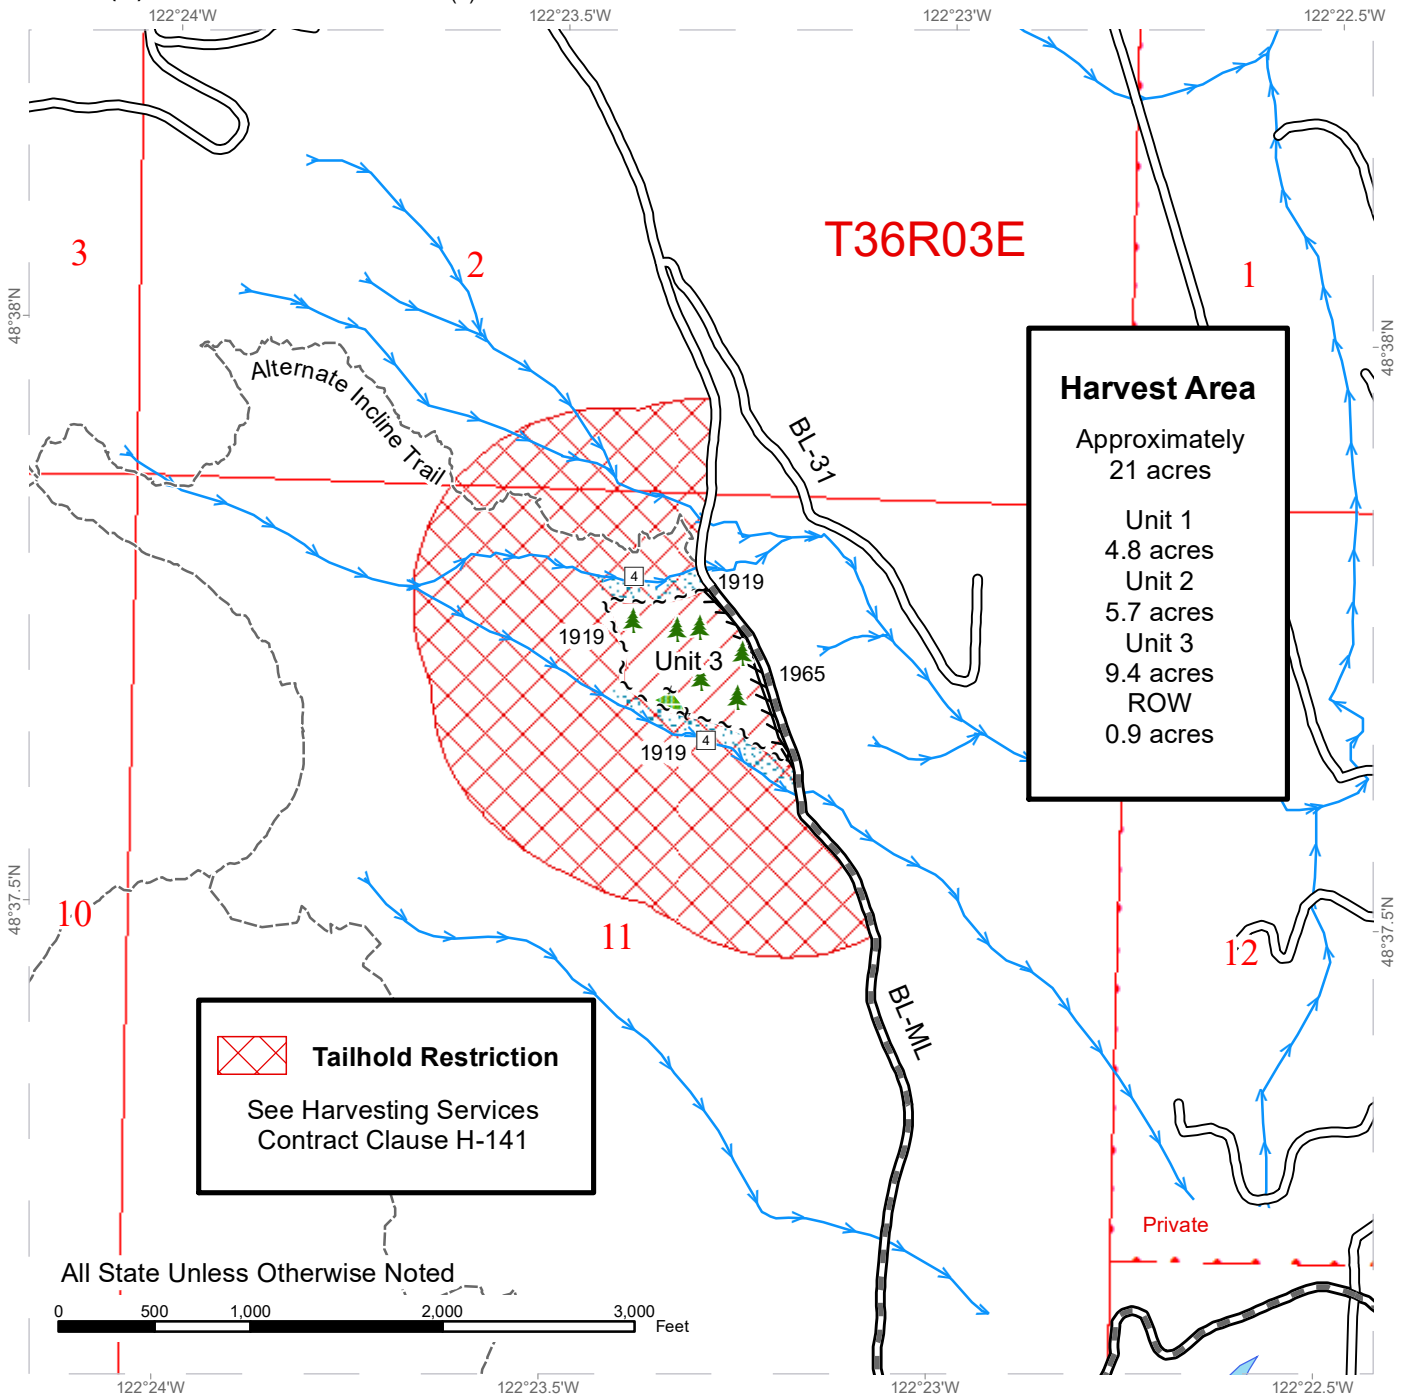 122°24'W
122°23.5'W
122°23'W
122°22.5'W
T36R03E
3
2
1
48°38'N
48°38'N
Alternate Incline Trail
BL-31
Harvest Area
Approximately
21 acres
Unit 1
4.8 acres
Unit 2
5.7 acres
Unit 3
9.4 acres
ROW
0.9 acres
4
1919
1919
Unit 3
1965
4
1919
48°37.5'N
48°37.5'N
10
11
12
BL-ML
Tailhold Restriction
See Harvesting Services
Contract Clause H-141
Private
All State Unless Otherwise Noted
0 500 1,000 2,000 3,000
Feet
122°24'W
122°23.5'W
122°23'W
122°22.5'W